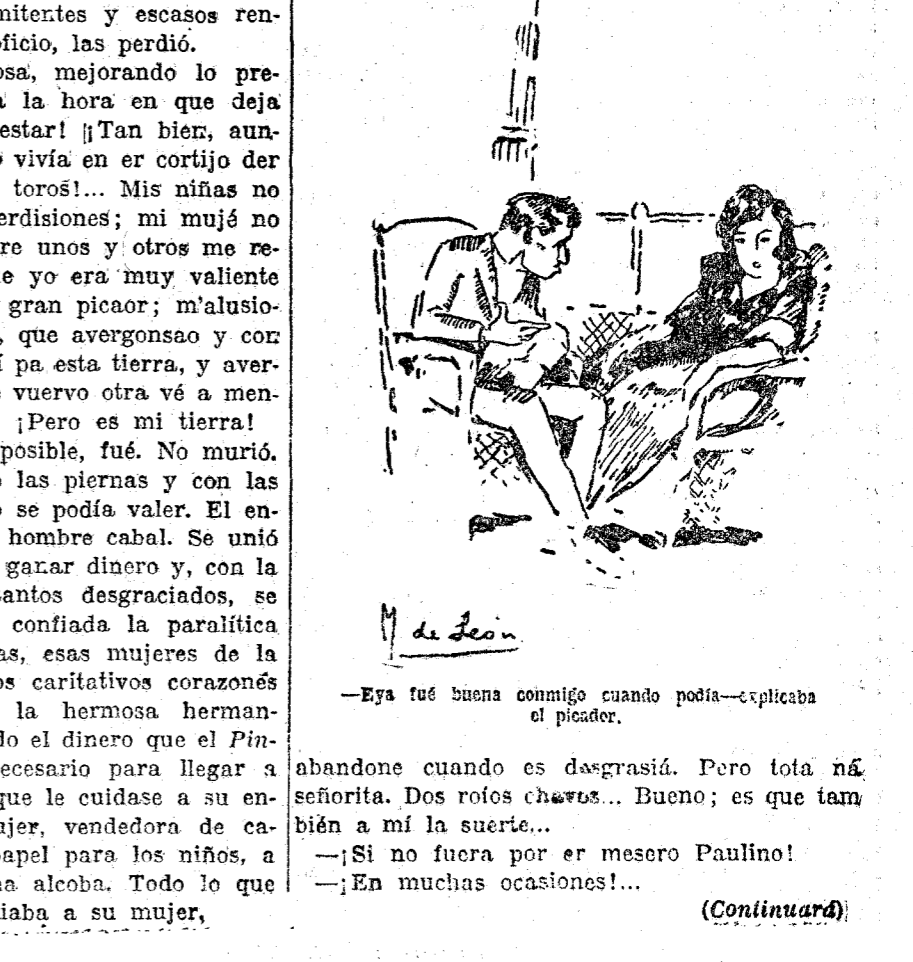 mitentes y escasos ren-
ficio, las perdió.
osa, mejorando lo pre-
a la hora en que deja
estar! ¡¡Tan bien, aun-
o vivía en er cortijo der
toros!... Mis niñas no
erdisiones; mi mujé no
re unos y otros me re-
e yo era muy valiente
gran picaor; m'alusio-
, que avergonsao y con
í pa esta tierra, y aver-
vuervo otra vé a men-
¡Pero es mi tierra!
posible, fué. No murió.
o las piernas y con las
o se podía valer. El en-
hombre cabal. Se unió
ganar dinero y, con la
antos desgraciados, se
confiada la paralítica
as, esas mujeres de la
os caritativos corazones
la hermosa herman-
do el dinero que el Pin-
ecesario para llegar a
que le cuidase a su en-
ujer, vendedora de ca-
apel para los niños, a
na alcoba. Todo lo que
iaba a su mujer,
M de León
—Eya fué buena conmigo cuando podía—explicaba
el picador.
abandone cuando es dasgrasiá. Pero tota ná,
señorita. Dos roíos chavos... Bueno; es que tam
bién a mí la suerte...
—¡Si no fuera por er mesero Paulino!
—¡En muchas ocasiones!...
(Continuará)